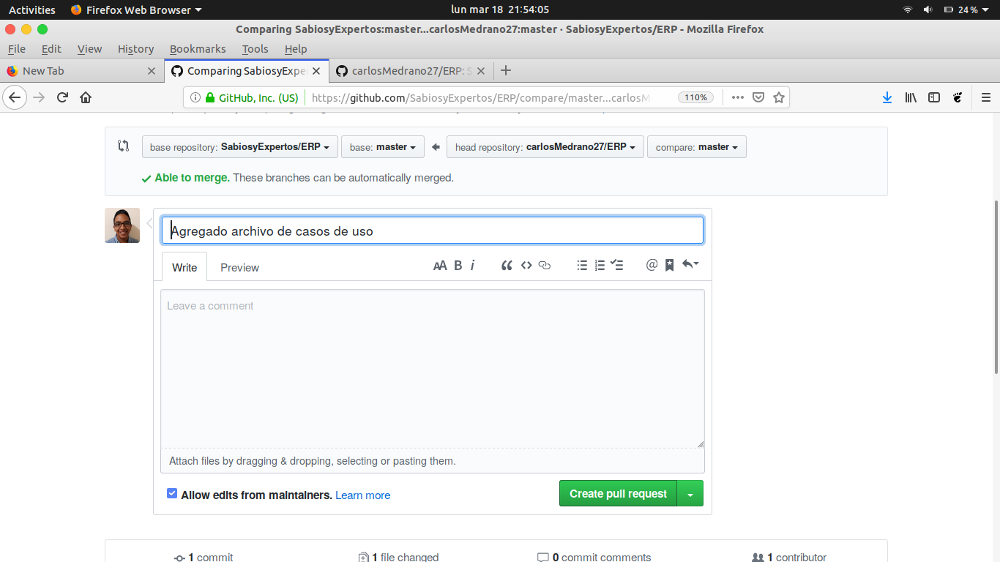 Activities Firefox Web Browser lun mar 18 21:54:05 24%
Comparing SabiosyExpertos:master...carlosMedrano27:master · SabiosyExpertos/ERP - Mozilla Firefox
File Edit View History Bookmarks Tools Help
New Tab Comparing SabiosyExpe carlosMedrano27/ERP: S
GitHub, Inc. (US) https://github.com/SabiosyExpertos/ERP/compare/master...carlosM 110%
base repository: SabiosyExpertos/ERP base: master head repository: carlosMedrano27/ERP compare: master
Able to merge. These branches can be automatically merged.
Agregado archivo de casos de uso
Write Preview AA B i @
Leave a comment
Attach files by dragging & dropping, selecting or pasting them.
Allow edits from maintainers. Learn more Create pull request
1 commit 1 file changed 0 commit comments 1 contributor